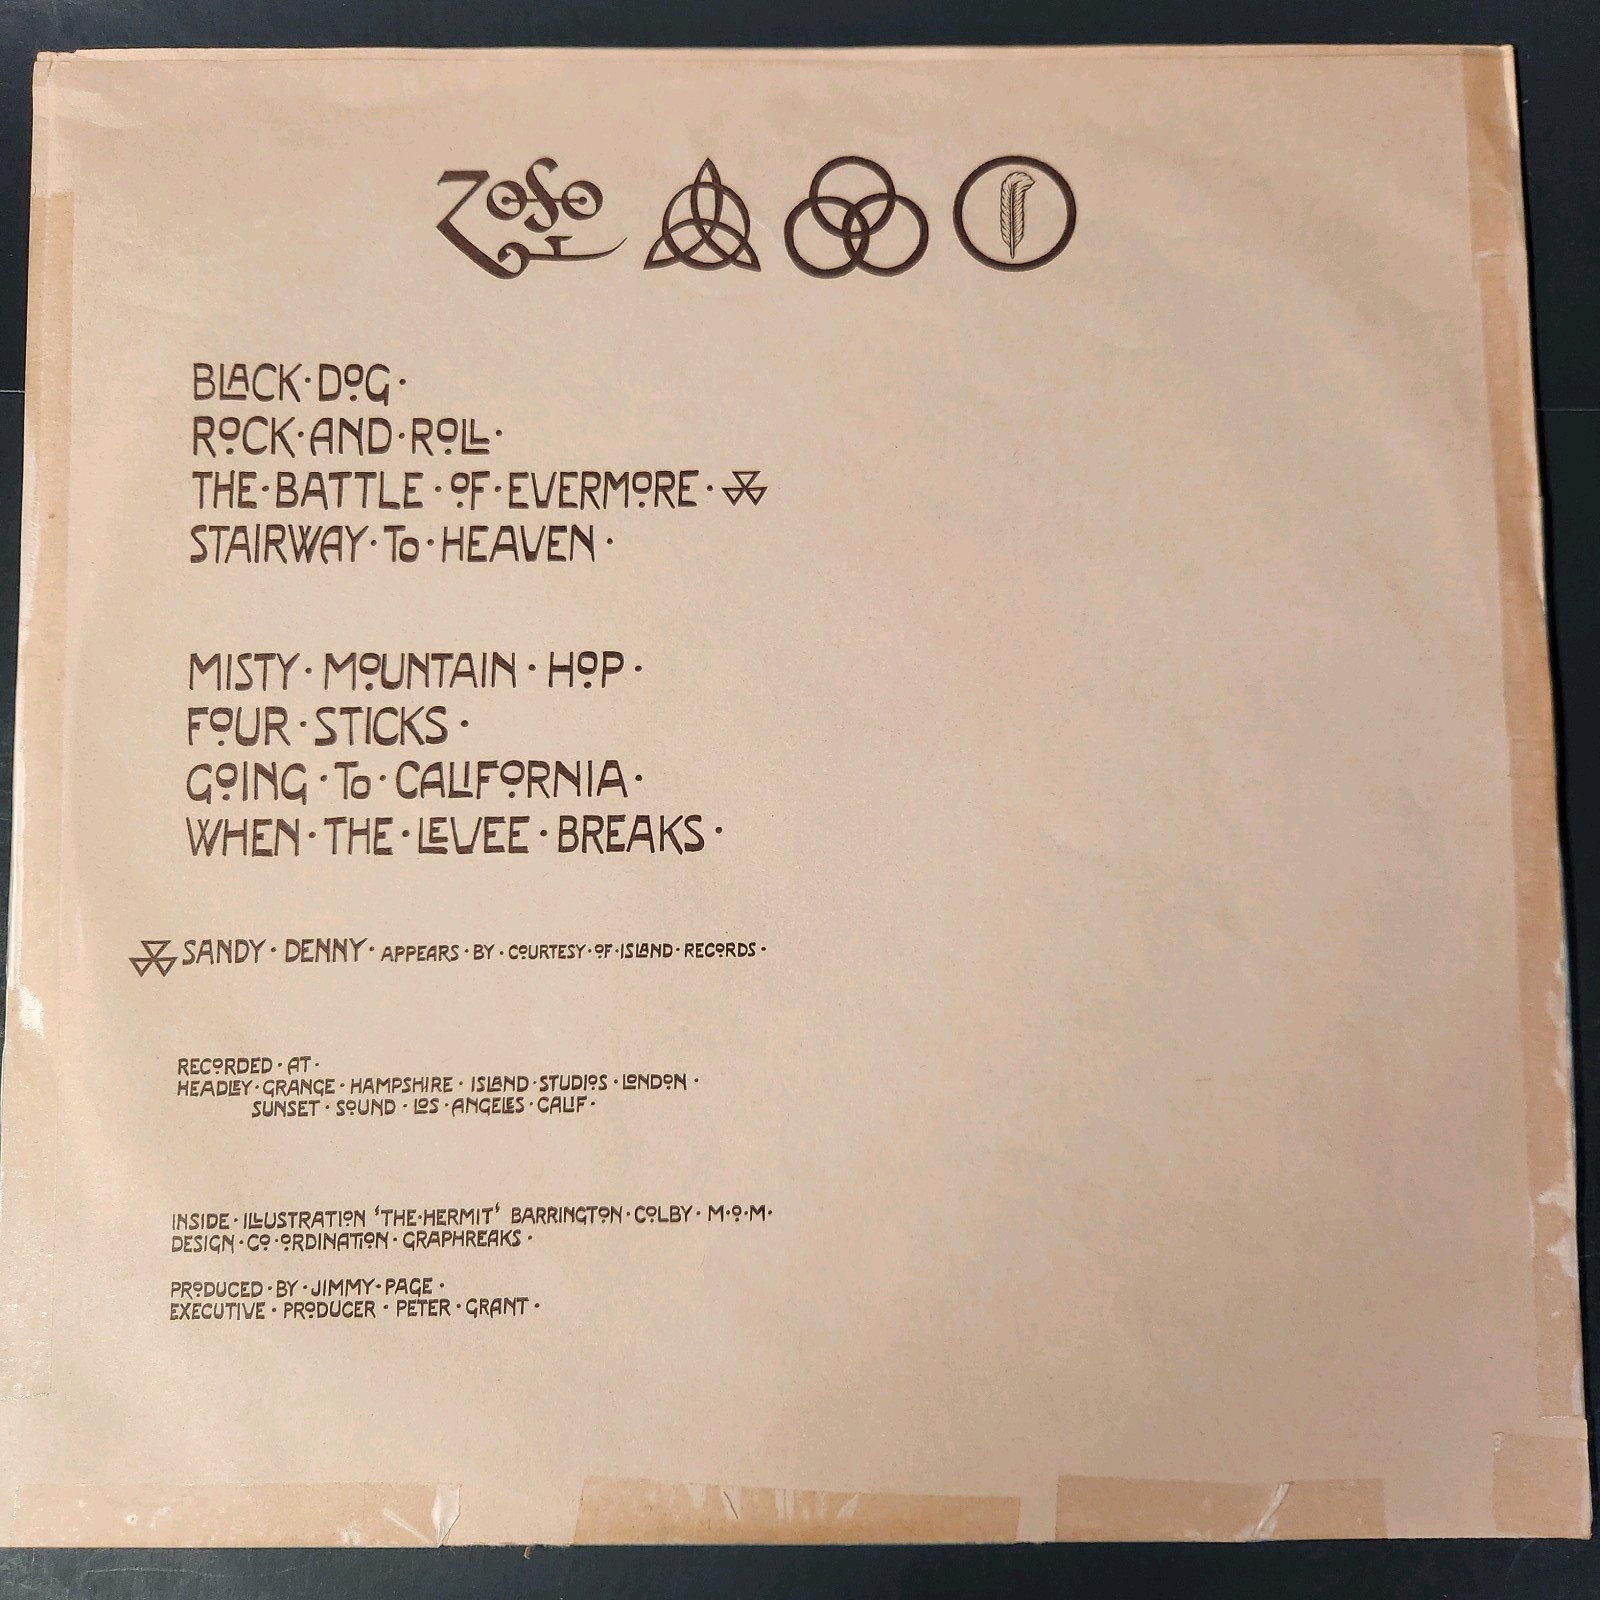 ZOSO
BLACK·DOG·
ROCK·AND·ROLL·
THE·BATTLE·OF·EVERMORE·
STAIRWAY·TO·HEAVEN·
MISTY·MOUNTAIN·HOP·
FOUR·STICKS·
GOING·TO·CALIFORNIA·
WHEN·THE·LEVEE·BREAKS·
SANDY·DENNY·APPEARS·BY·COURTESY·OF·ISLAND·RECORDS·
RECORDED·AT·
HEADLEY·GRANGE·HAMPSHIRE·ISLAND·STUDIOS·LONDON·
SUNSET·SOUND·LOS·ANGELES·CALIF·
INSIDE·ILLUSTRATION 'THE·HERMIT' BARRINGTON·COLBY·M·O·M·
DESIGN·CO·ORDINATION·GRAPHREAKS·
PRODUCED·BY·JIMMY·PAGE·
EXECUTIVE·PRODUCER·PETER·GRANT·